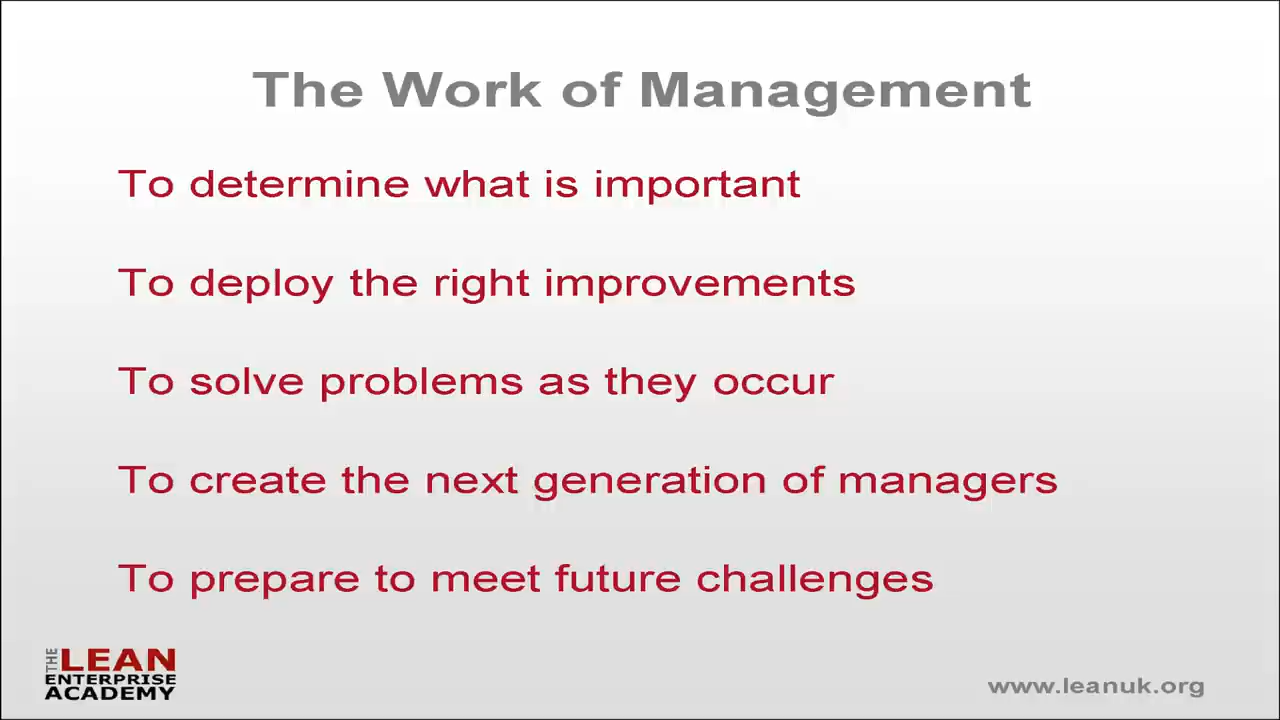 The Work of Management
To determine what is important
To deploy the right improvements
To solve problems as they occur
To create the next generation of managers
To prepare to meet future challenges
THE LEAN
ENTERPRISE
ACADEMY
www.leanuk.org